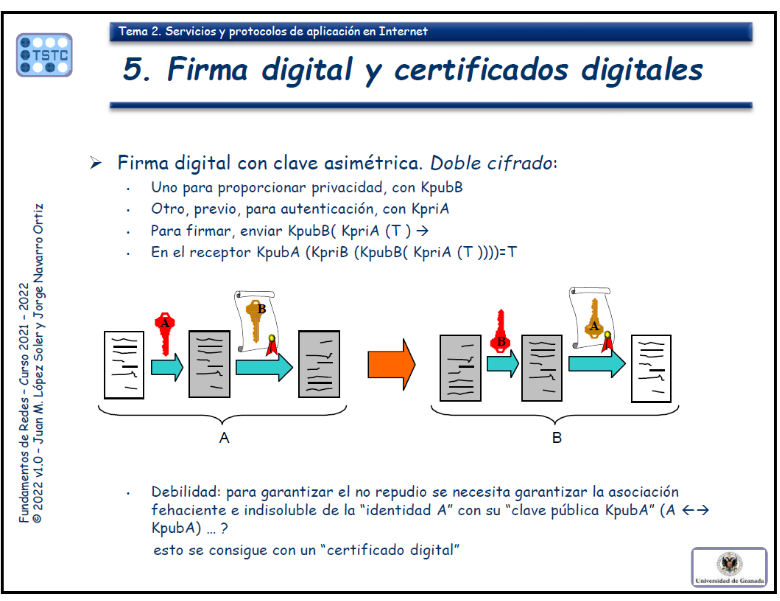 Tema 2. Servicios y protocolos de aplicación en Internet
TSTC
5. Firma digital y certificados digitales
➢ Firma digital con clave asimétrica. Doble cifrado:
• Uno para proporcionar privacidad, con KpubB
• Otro, previo, para autenticación, con KpriA
• Para firmar, enviar KpubB( KpriA (T ) →
• En el receptor KpubA (KpriB (KpubB( KpriA (T ))))=T
A
B
B
A
A
B
• Debilidad: para garantizar el no repudio se necesita garantizar la asociación
fehaciente e indisoluble de la “identidad A” con su “clave pública KpubA” (A ←→
KpubA) … ?
esto se consigue con un “certificado digital”
Fundamentos de Redes – Curso 2021 - 2022
© 2022 v1.0 – Juan M. López Soler y Jorge Navarro Ortiz
Universidad de Granada